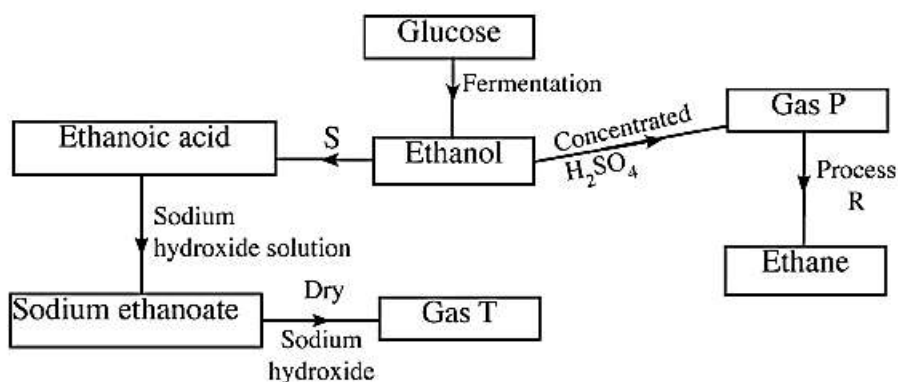 Glucose
Fermentation
Gas P
Ethanoic acid
S
Ethanol
Concentrated
H₂SO₄
Process
R
Sodium
hydroxide solution
Ethane
Sodium ethanoate
Dry
Sodium
hydroxide
Gas T